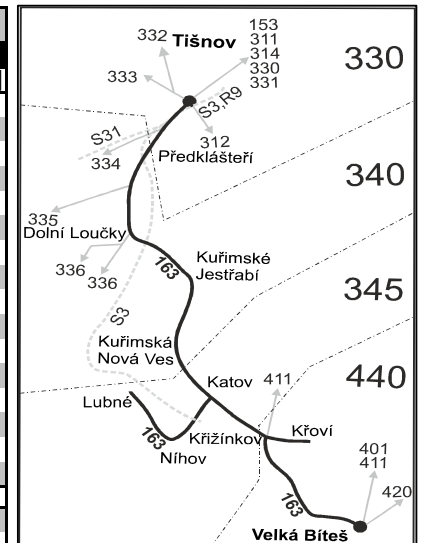 153
311
314
330
331
332
Tišnov
330
333
S3,R9
312
S31
334
Předklášteří
340
335
Dolní Loučky
336
336
163
Kuřimské
Jestřabí
345
S3
Kuřimská
Nová Ves
440
Katov
411
Lubné
163
Křižínkov
Křoví
Níhov
401
411
420
163
Velká Bíteš